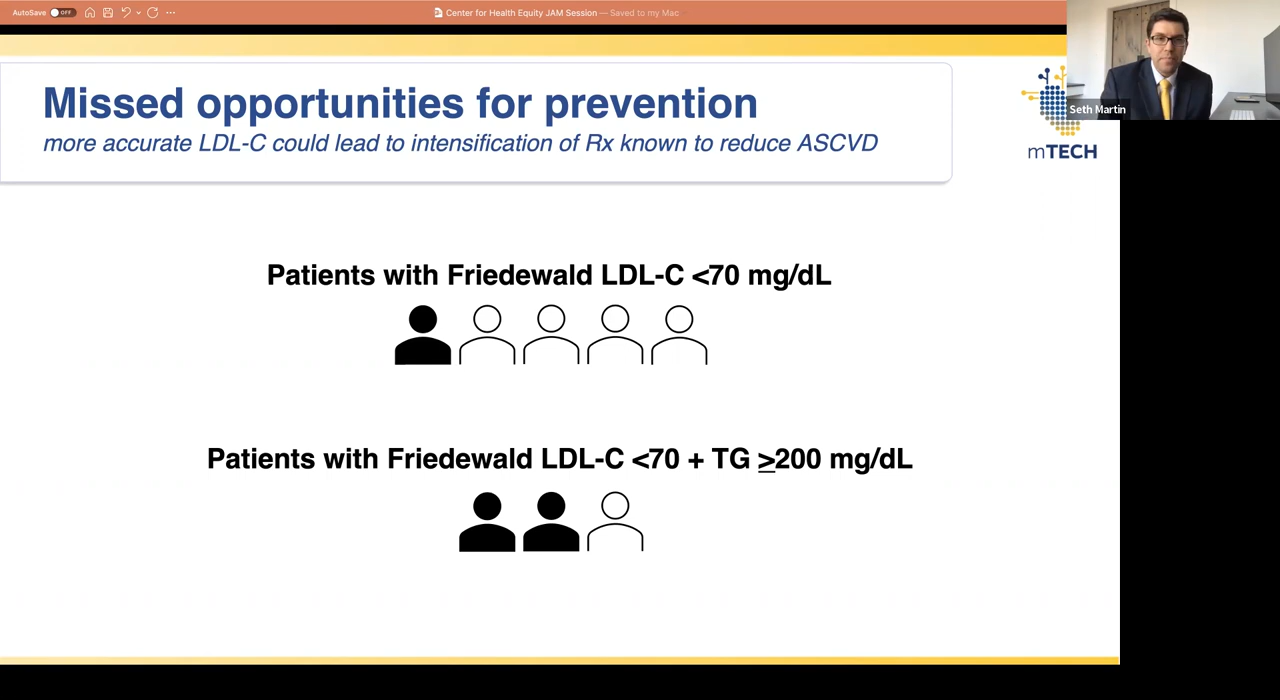 AutoSave OFF
Center for Health Equity JAM Session — Saved to my Mac
Missed opportunities for prevention
more accurate LDL-C could lead to intensification of Rx known to reduce ASCVD
Seth Martin
mTECH
Patients with Friedewald LDL-C <70 mg/dL
Patients with Friedewald LDL-C <70 + TG ≥200 mg/dL